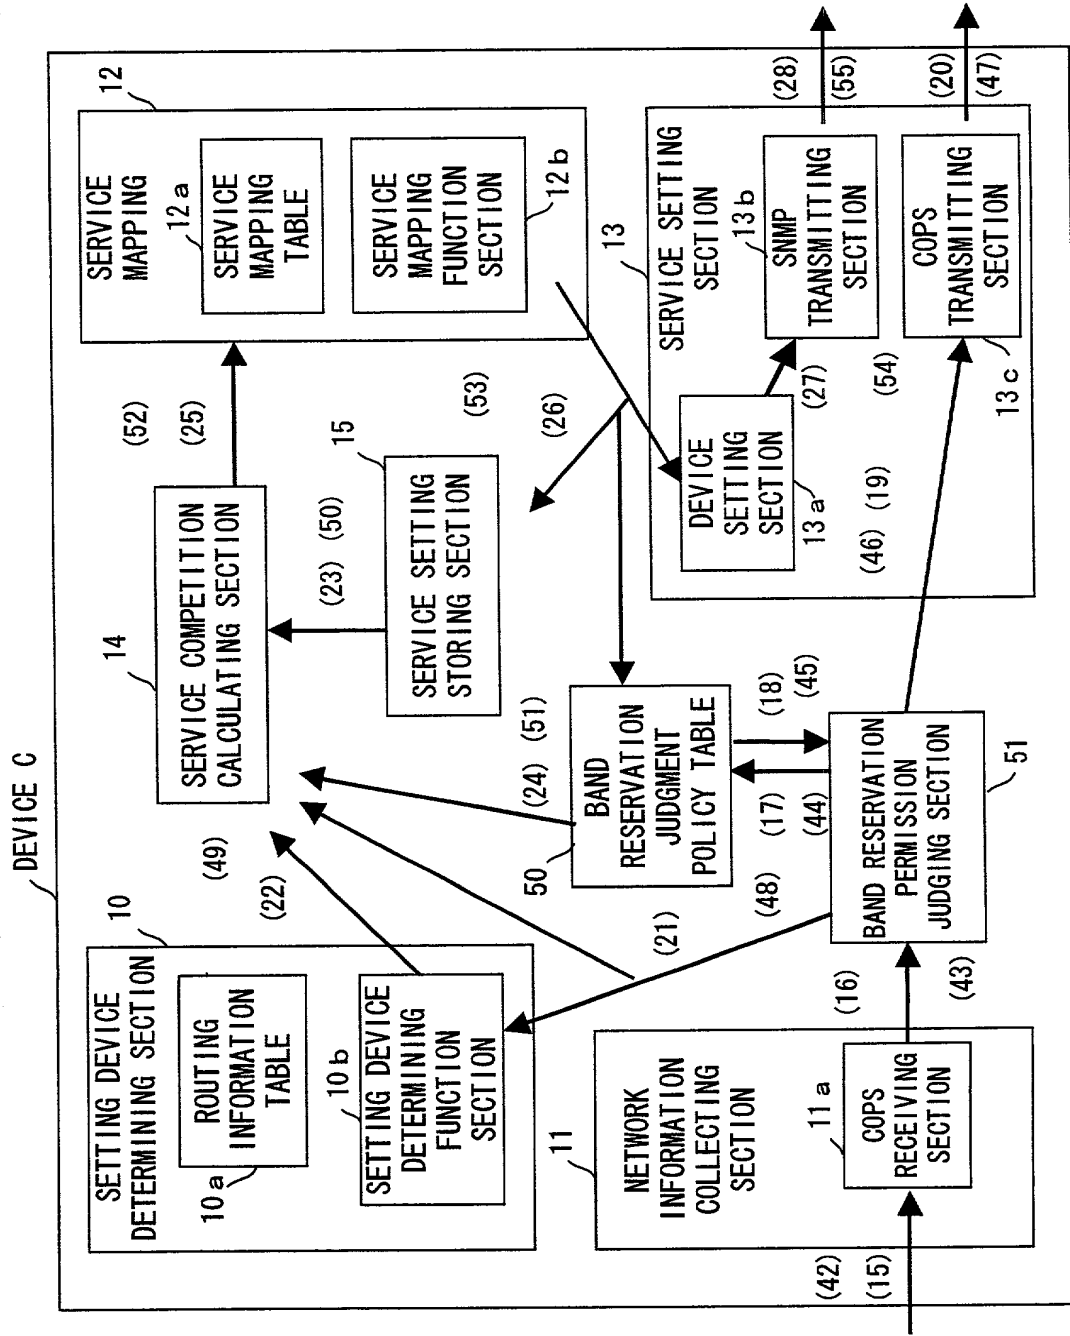 DEVICE C
SETTING DEVICE
DETERMINING SECTION
10
ROUTING
INFORMATION
TABLE
10a
10b
SETTING DEVICE
DETERMINING
FUNCTION
SECTION
14
SERVICE COMPETITION
CALCULATING SECTION
(49)
(22)
(52)
(25)
12
SERVICE
MAPPING
12a
SERVICE
MAPPING
TABLE
SERVICE
MAPPING
FUNCTION
SECTION
12b
15
(23) (50)
SERVICE SETTING
STORING SECTION
(53)
(26)
(24) (51)
50
BAND
RESERVATION
JUDGMENT
POLICY TABLE
(21)
(48)
(17)
(44)
(18)
(45)
11
NETWORK
INFORMATION
COLLECTING
SECTION
11a
COPS
RECEIVING
SECTION
(42)
(15)
(16)
(43)
BAND RESERVATION
PERMISSION
JUDGING SECTION
51
(46) (19)
13
SERVICE SETTING
SECTION
DEVICE
SETTING
SECTION
13a
(27)
(54)
13b
SNMP
TRANSMITTING
SECTION
COPS
TRANSMITTING
SECTION
13c
(28)
(55)
(20)
(47)